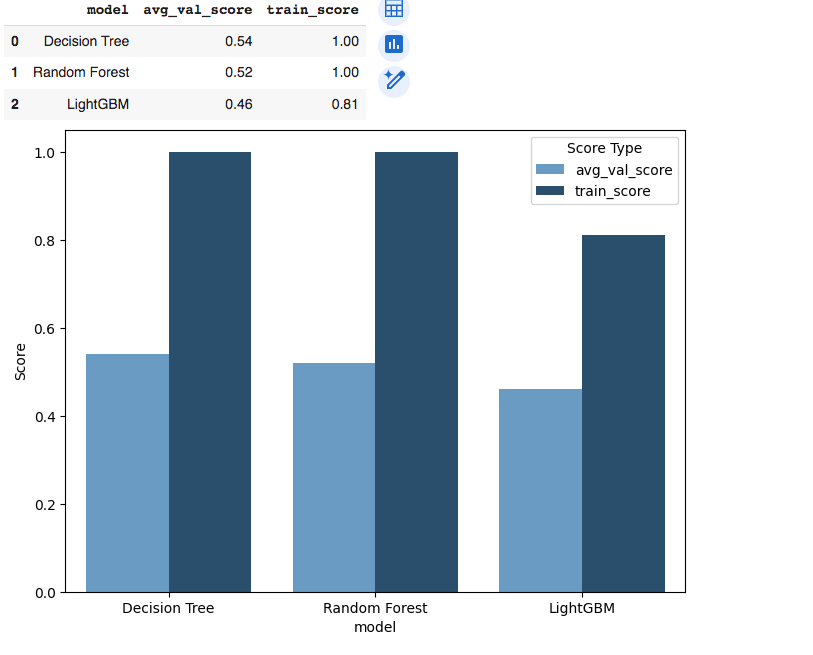 model avg_val_score train_score
0 Decision Tree 0.54 1.00
1 Random Forest 0.52 1.00
2 LightGBM 0.46 0.81
Score Type
avg_val_score
train_score
1.0
0.8
0.6
0.4
0.2
0.0
Score
Decision Tree Random Forest LightGBM
model